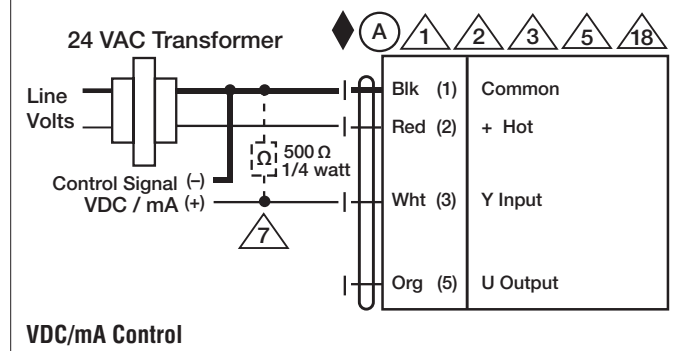 24 VAC Transformer
A 1 2 3 5 18
Line
Volts
Blk (1) Common
Red (2) + Hot
Ω 500 Ω
1/4 watt
Control Signal (–)
VDC / mA (+)
Wht (3) Y Input
7
Org (5) U Output
VDC/mA Control